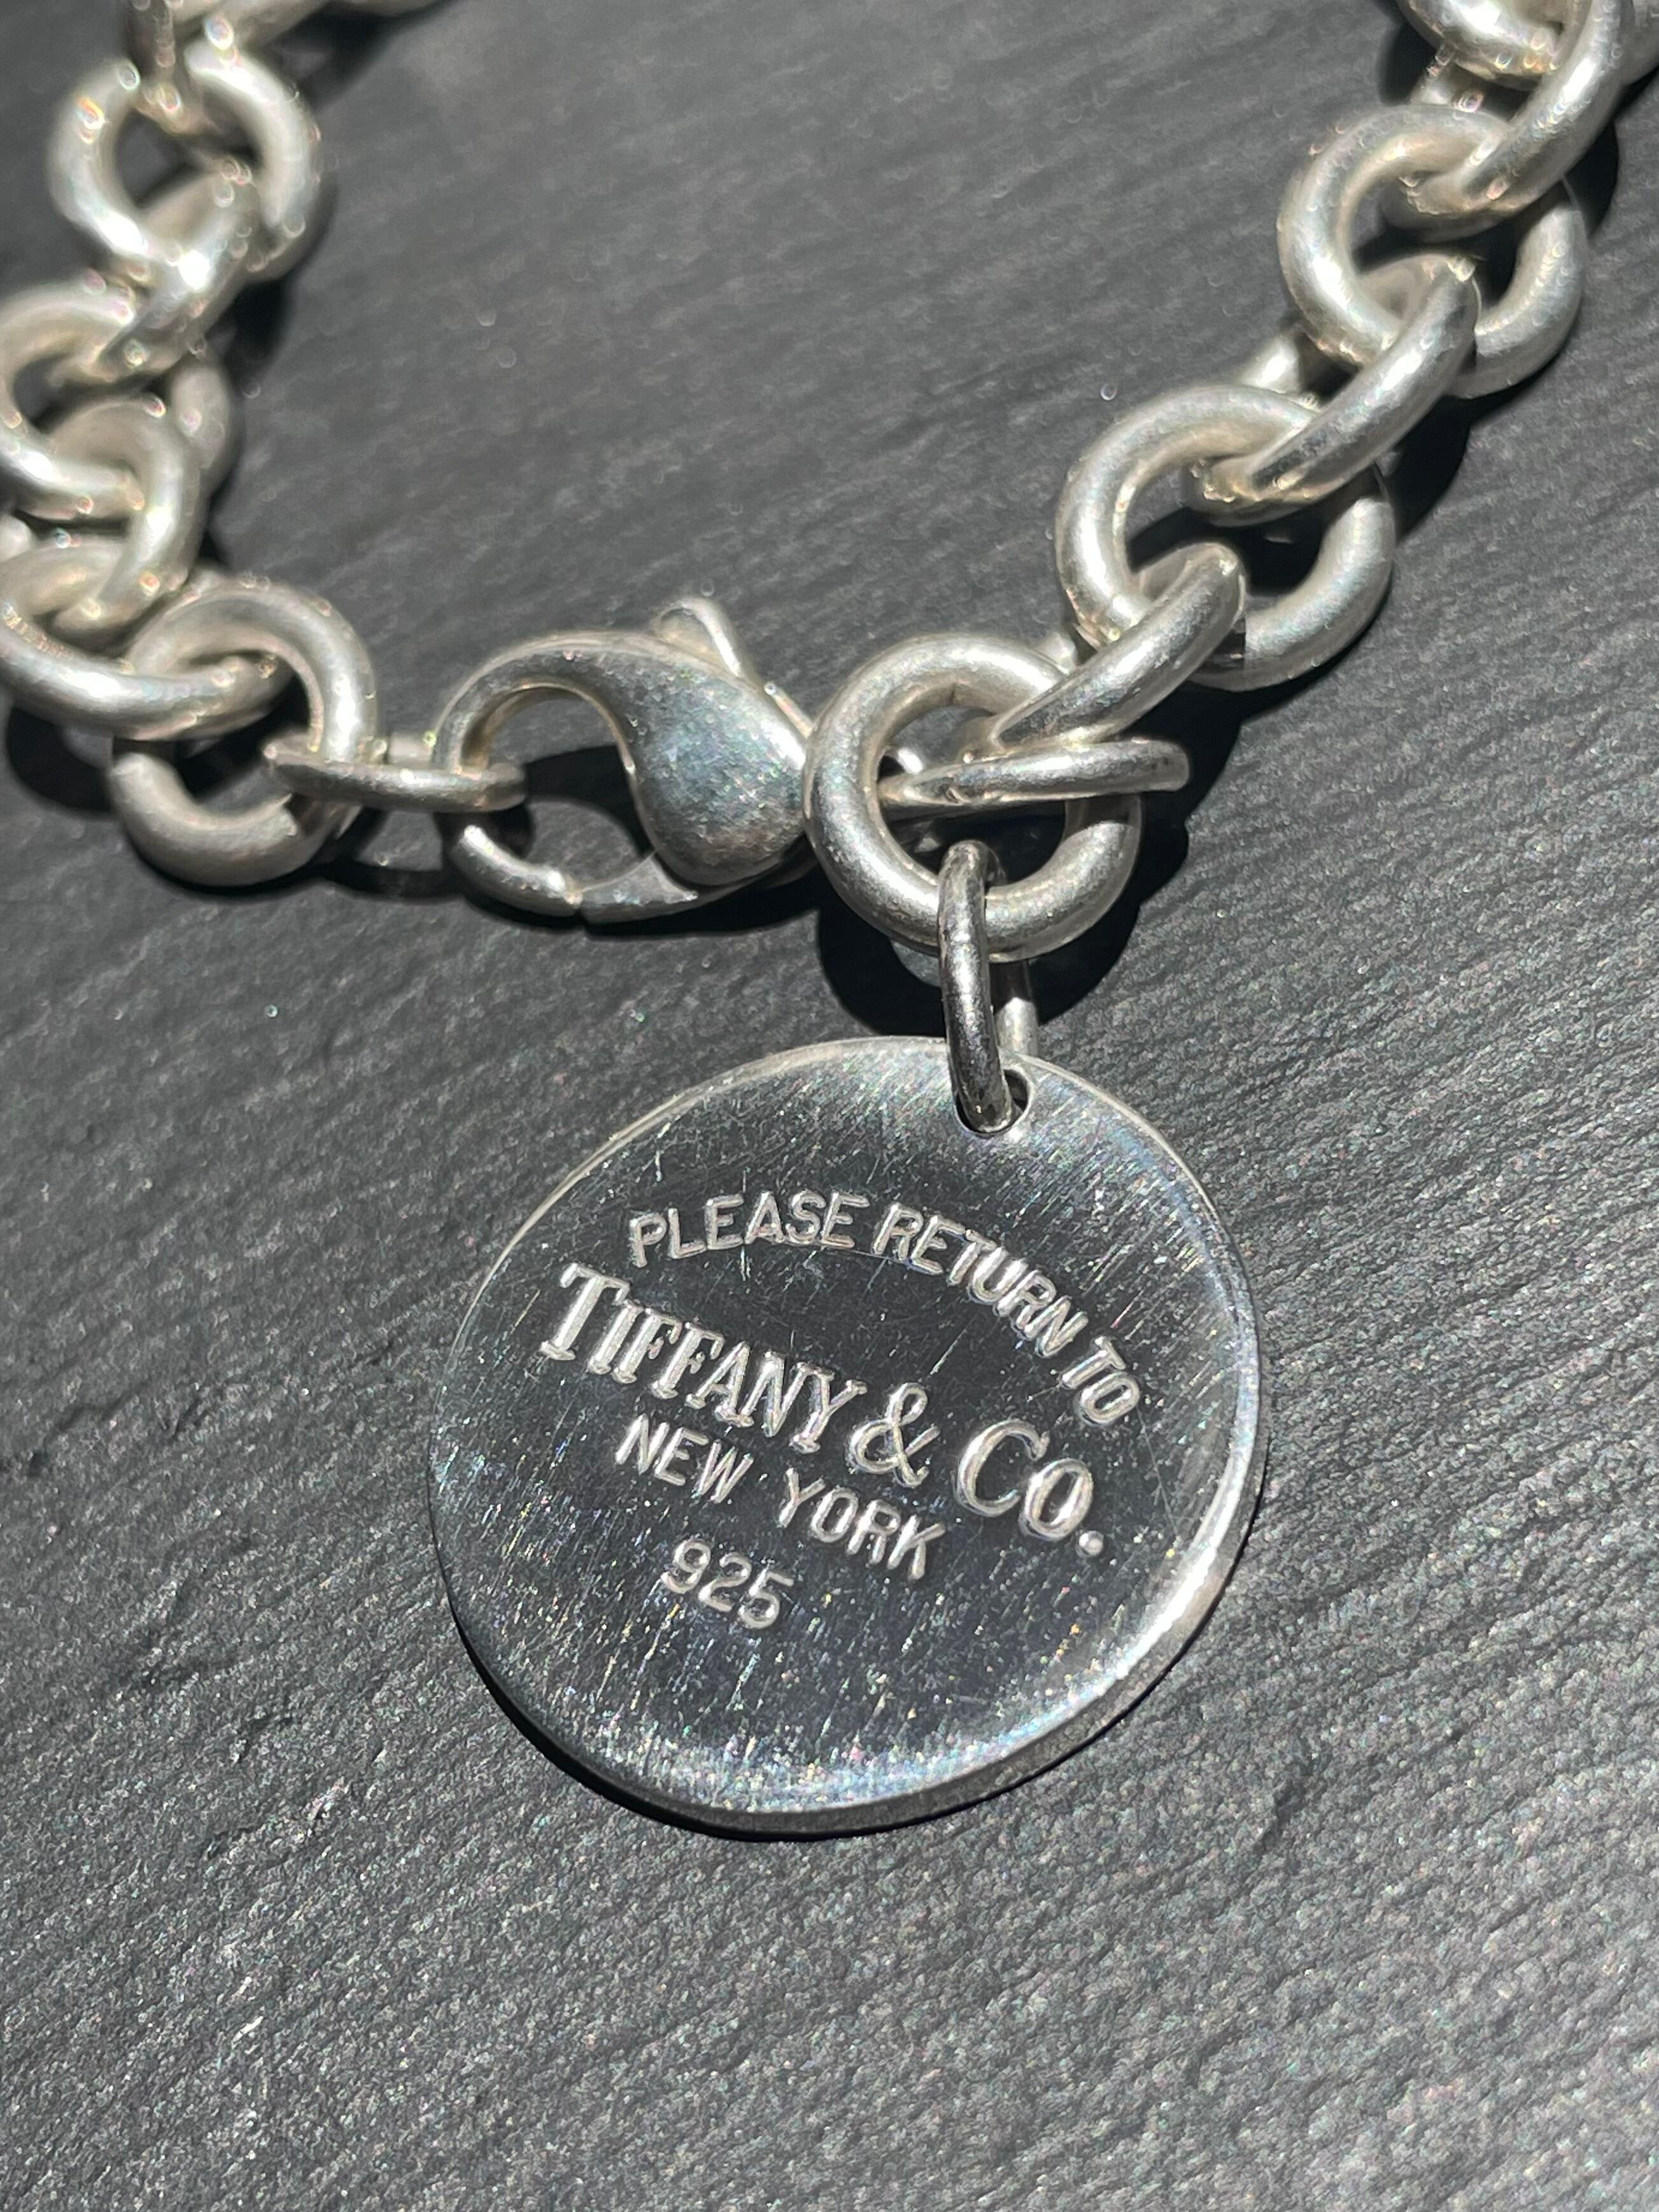 PLEASE RETURN TO
TIFFANY & CO.
NEW YORK
925